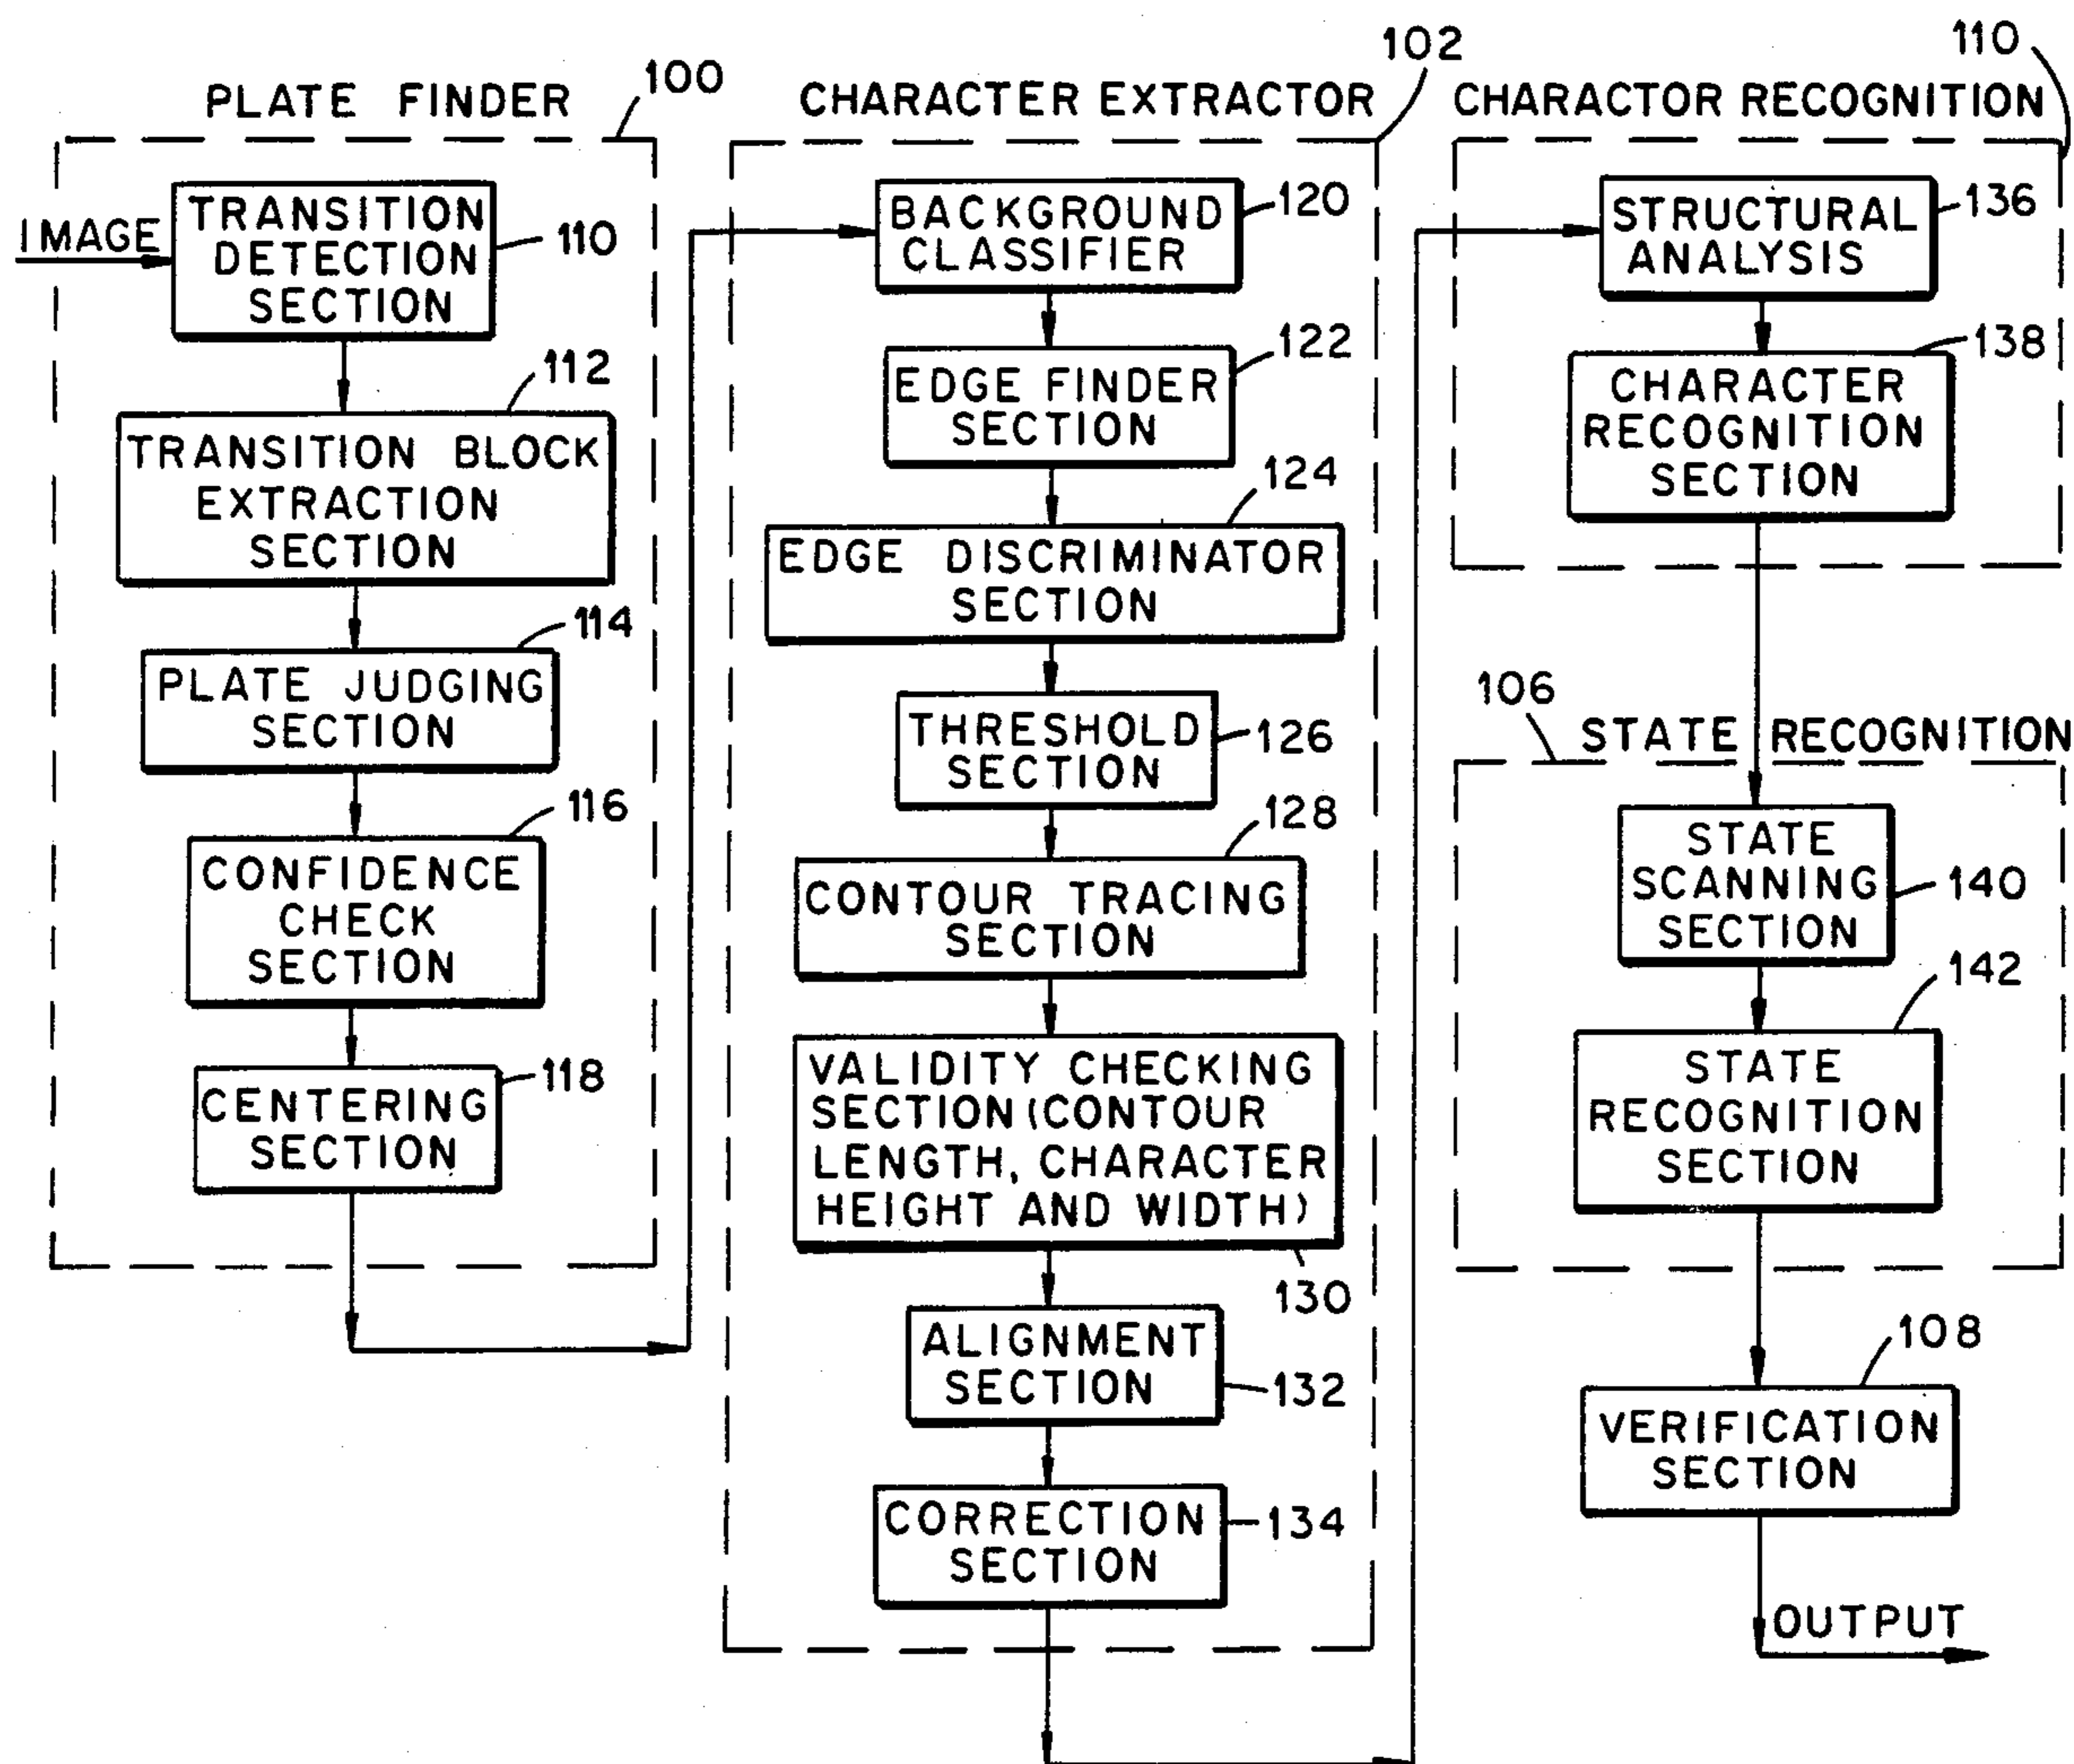 PLATE FINDER
100
IMAGE
TRANSITION
DETECTION
SECTION
110
112
TRANSITION BLOCK
EXTRACTION
SECTION
114
PLATE JUDGING
SECTION
116
CONFIDENCE
CHECK
SECTION
118
CENTERING
SECTION
CHARACTER EXTRACTOR
102
BACKGROUND
CLASSIFIER
120
122
EDGE FINDER
SECTION
124
EDGE DISCRIMINATOR
SECTION
THRESHOLD
SECTION
126
128
CONTOUR TRACING
SECTION
VALIDITY CHECKING
SECTION (CONTOUR
LENGTH, CHARACTER
HEIGHT AND WIDTH)
130
ALIGNMENT
SECTION
132
CORRECTION
SECTION
134
CHARACTOR RECOGNITION
110
STRUCTURAL
ANALYSIS
136
138
CHARACTER
RECOGNITION
SECTION
106
STATE RECOGNITION
STATE
SCANNING
SECTION
140
142
STATE
RECOGNITION
SECTION
108
VERIFICATION
SECTION
OUTPUT